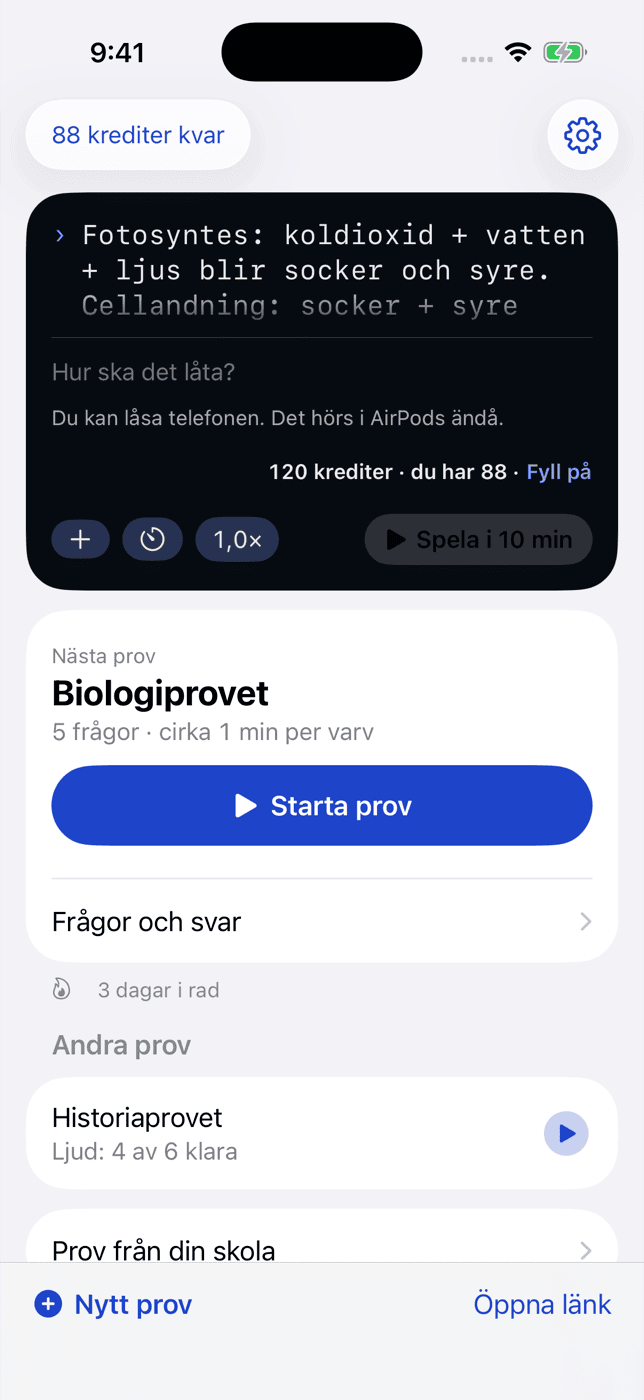 9:41
88 krediter kvar
› Fotosyntes: koldioxid + vatten
+ ljus blir socker och syre.
Cellandning: socker + syre
Hur ska det låta?
Du kan låsa telefonen. Det hörs i AirPods ändå.
120 krediter · du har 88 · Fyll på
1,0×
Spela i 10 min
Nästa prov
Biologiprovet
5 frågor · cirka 1 min per varv
Starta prov
Frågor och svar
3 dagar i rad
Andra prov
Historiaprovet
Ljud: 4 av 6 klara
Prov från din skola
Nytt prov
Öppna länk